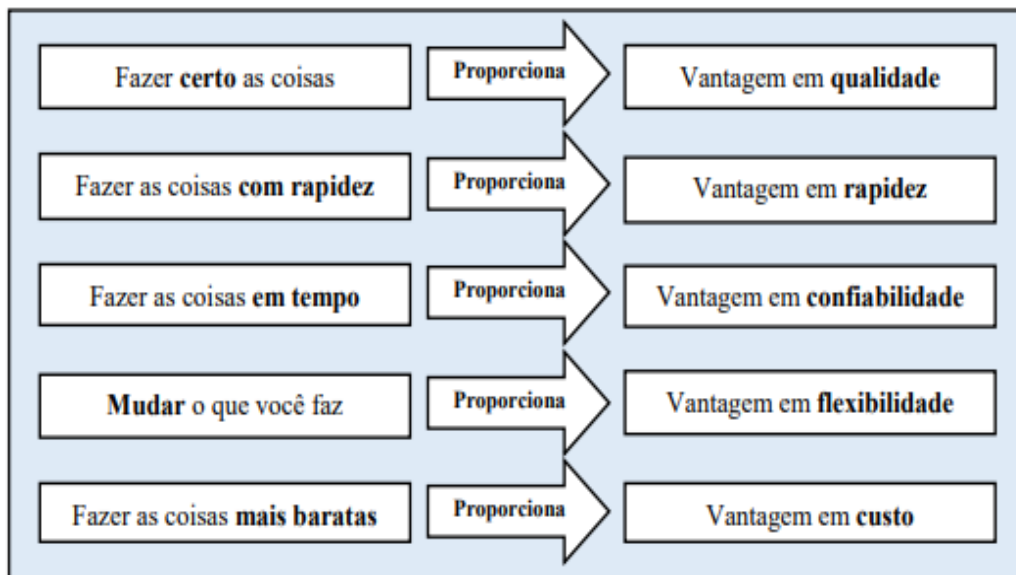 Fazer certo as coisas
Proporciona
Vantagem em qualidade
Fazer as coisas com rapidez
Proporciona
Vantagem em rapidez
Fazer as coisas em tempo
Proporciona
Vantagem em confiabilidade
Mudar o que você faz
Proporciona
Vantagem em flexibilidade
Fazer as coisas mais baratas
Proporciona
Vantagem em custo